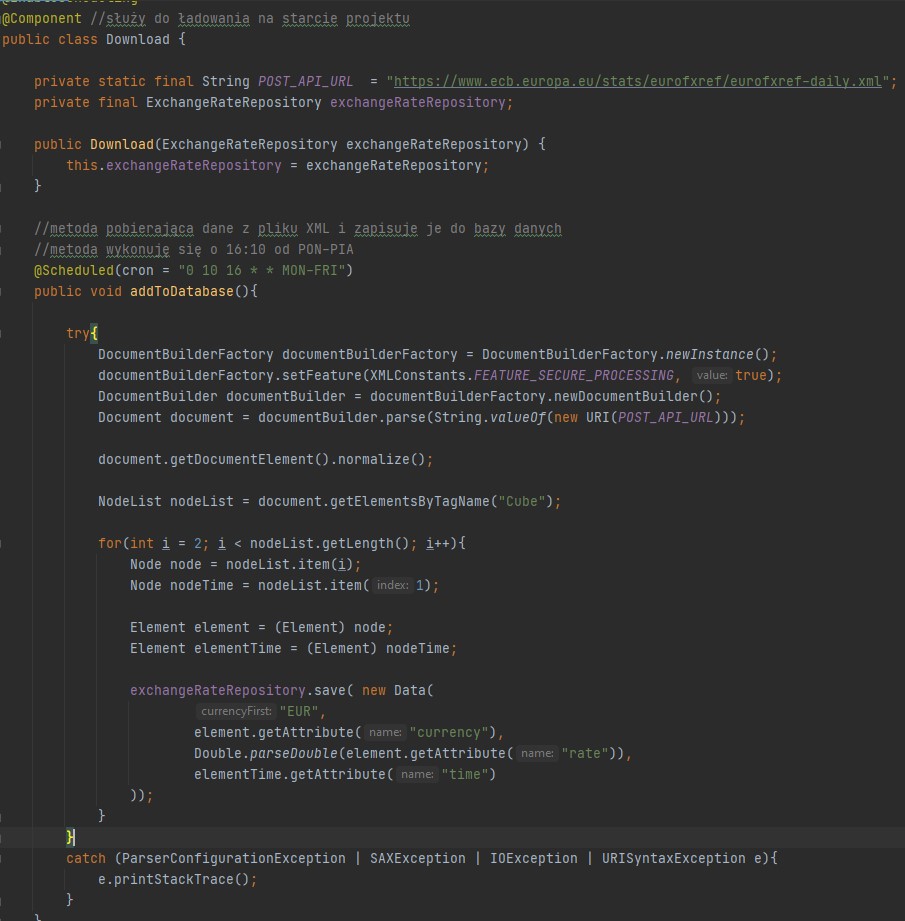 @Component //służy do ładowania na starcie projektu
public class Download {
private static final String POST_API_URL  = "https://www.ecb.europa.eu/stats/eurofxref/eurofxref-daily.xml";
private final ExchangeRateRepository exchangeRateRepository;
public Download(ExchangeRateRepository exchangeRateRepository) {
this.exchangeRateRepository = exchangeRateRepository;
}
//metoda pobierająca dane z pliku XML i zapisuje je do bazy danych
//metoda wykonuję się o 16:10 od PON-PIA
@Scheduled(cron = "0 10 16 * * MON-FRI")
public void addToDatabase(){
try{
DocumentBuilderFactory documentBuilderFactory = DocumentBuilderFactory.newInstance();
documentBuilderFactory.setFeature(XMLConstants.FEATURE_SECURE_PROCESSING, value: true);
DocumentBuilder documentBuilder = documentBuilderFactory.newDocumentBuilder();
Document document = documentBuilder.parse(String.valueOf(new URI(POST_API_URL)));
document.getDocumentElement().normalize();
NodeList nodeList = document.getElementsByTagName("Cube");
for(int i = 2; i < nodeList.getLength(); i++){
Node node = nodeList.item(i);
Node nodeTime = nodeList.item( index: 1);
Element element = (Element) node;
Element elementTime = (Element) nodeTime;
exchangeRateRepository.save( new Data(
currencyFirst: "EUR",
element.getAttribute( name: "currency"),
Double.parseDouble(element.getAttribute( name: "rate")),
elementTime.getAttribute( name: "time")
));
}
}
catch (ParserConfigurationException | SAXException | IOException | URISyntaxException e){
e.printStackTrace();
}
}